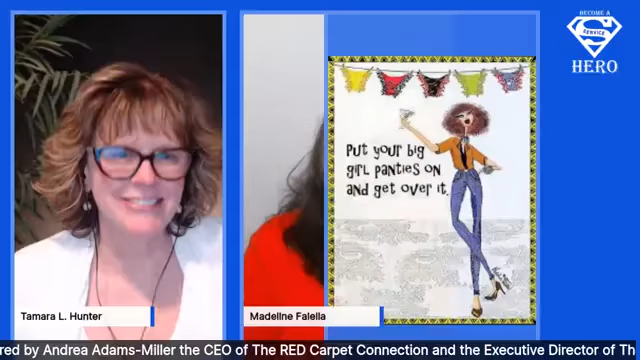 BECOME A
SERVICE
HERO
Put your big
girl panties on
and get over it.
Tamara L. Hunter
Madeline Falella
red by Andrea Adams-Miller the CEO of The RED Carpet Connection and the Executive Director of Th